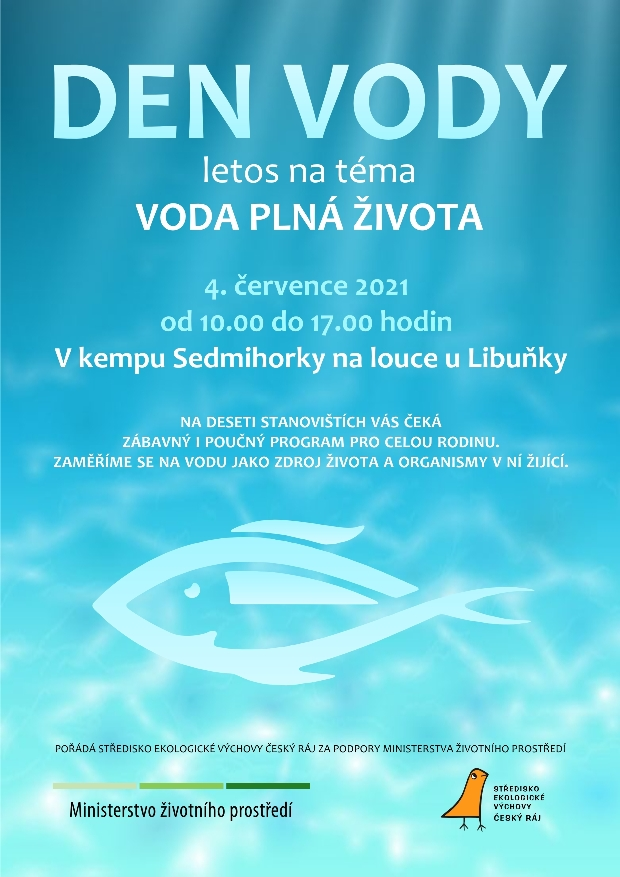 DEN VODY
letos na téma
VODA PLNÁ ŽIVOTA
4. července 2021
od 10.00 do 17.00 hodin
V kempu Sedmihorky na louce u Libuňky
NA DESETI STANOVIŠTÍCH VÁS ČEKÁ
ZÁBAVNÝ I POUČNÝ PROGRAM PRO CELOU RODINU.
ZAMĚŘÍME SE NA VODU JAKO ZDROJ ŽIVOTA A ORGANISMY V NÍ ŽIJÍCÍ.
POŘÁDÁ STŘEDISKO EKOLOGICKÉ VÝCHOVY ČESKÝ RÁJ ZA PODPORY MINISTERSTVA ŽIVOTNÍHO PROSTŘEDÍ
Ministerstvo životního prostředí
STŘEDISKO
EKOLOGICKÉ
VÝCHOVY
ČESKÝ RÁJ